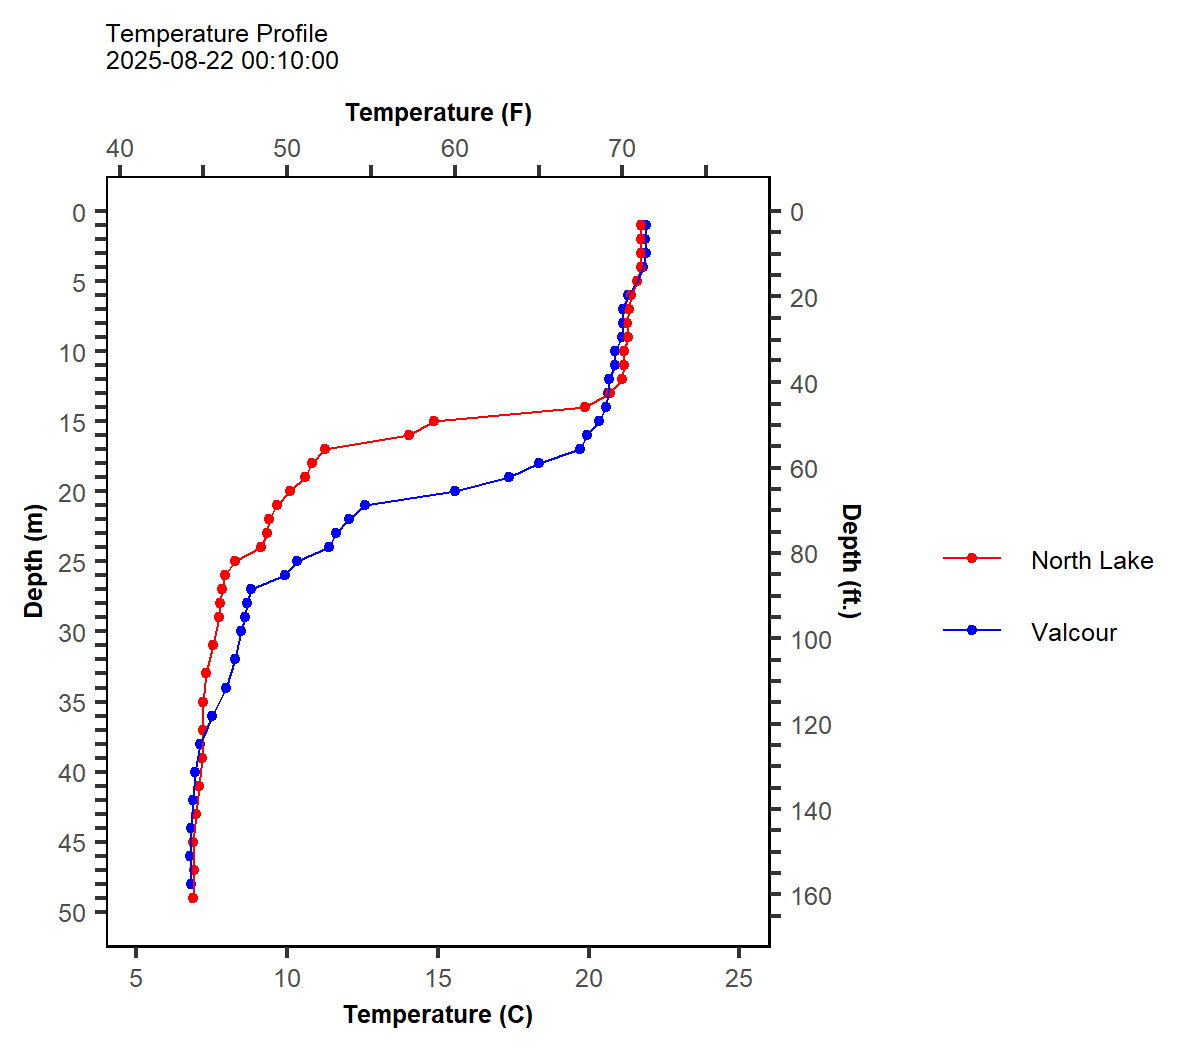 Temperature Profile
2025-08-22 00:10:00
Temperature (F)
40 50 60 70
0
5
10
15
20
25
30
35
40
45
50
Depth (m)
0
20
40
60
80
100
120
140
160
Depth (ft.)
North Lake
Valcour
5 10 15 20 25
Temperature (C)